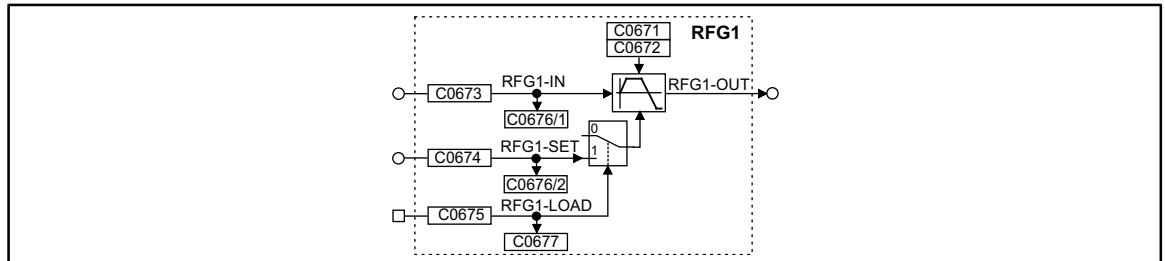 C0671
RFG1
C0672
RFG1-IN
RFG1-OUT
C0673
C0676/1
0
RFG1-SET
1
C0674
C0676/2
RFG1-LOAD
C0675
C0677